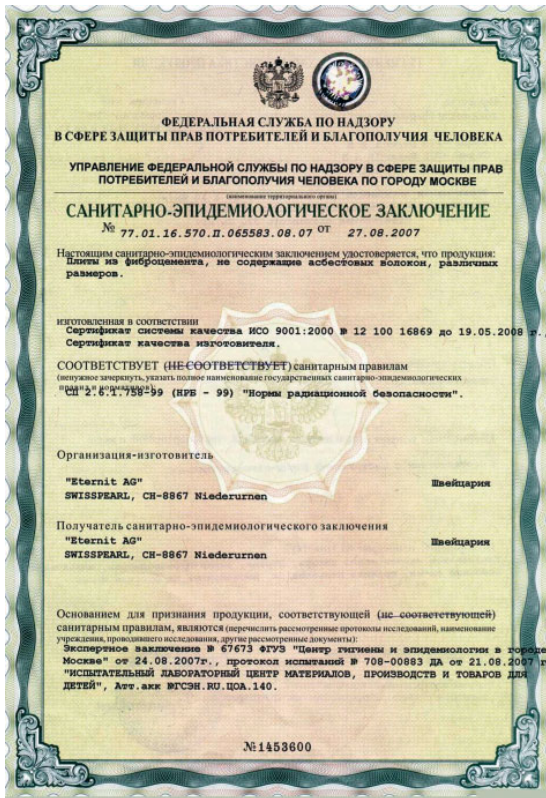 ФЕДЕРАЛЬНАЯ СЛУЖБА ПО НАДЗОРУ
В СФЕРЕ ЗАЩИТЫ ПРАВ ПОТРЕБИТЕЛЕЙ И БЛАГОПОЛУЧИЯ ЧЕЛОВЕКА
УПРАВЛЕНИЕ ФЕДЕРАЛЬНОЙ СЛУЖБЫ ПО НАДЗОРУ В СФЕРЕ ЗАЩИТЫ ПРАВ
ПОТРЕБИТЕЛЕЙ И БЛАГОПОЛУЧИЯ ЧЕЛОВЕКА ПО ГОРОДУ МОСКВЕ
(наименование территориального органа)
САНИТАРНО-ЭПИДЕМИОЛОГИЧЕСКОЕ ЗАКЛЮЧЕНИЕ
№ 77.01.16.570.П.065583.08.07 от 27.08.2007
Настоящим санитарно-эпидемиологическим заключением удостоверяется, что продукция:
Плиты из фиброцемента, не содержащие асбестовых волокон, различных
размеров.
изготовленная в соответствии
Сертификат системы качества ИСО 9001:2000 № 12 100 16869 до 19.05.2008 г.,
Сертификат качества изготовителя.
СООТВЕТСТВУЕТ (НЕ СООТВЕТСТВУЕТ) санитарным правилам
(ненужное зачеркнуть, указать полное наименование государственных санитарно-эпидемиологических
правил и нормативов):
СП 2.6.1.758-99 (НРБ - 99) "Нормы радиационной безопасности".
Организация-изготовитель
"Eternit AG" Швейцария
SWISSPEARL, CH-8867 Niederurnen
Получатель санитарно-эпидемиологического заключения
"Eternit AG" Швейцария
SWISSPEARL, CH-8867 Niederurnen
Основанием для признания продукции, соответствующей (не соответствующей)
санитарным правилам, являются (перечислить рассмотренные протоколы исследований, наименование
учреждения, проводившего исследования, другие рассмотренные документы):
Экспертное заключение № 67673 ФГУЗ "Центр гигиены и эпидемиологии в городе
Москве" от 24.08.2007г., протокол испытаний № 708-00883 ДА от 21.08.2007 г
"ИСПЫТАТЕЛЬНЫЙ ЛАБОРАТОРНЫЙ ЦЕНТР МАТЕРИАЛОВ, ПРОИЗВОДСТВ И ТОВАРОВ ДЛЯ
ДЕТЕЙ", Атт.акк №ГСЭН.RU.ЦОА.140.
№1453600